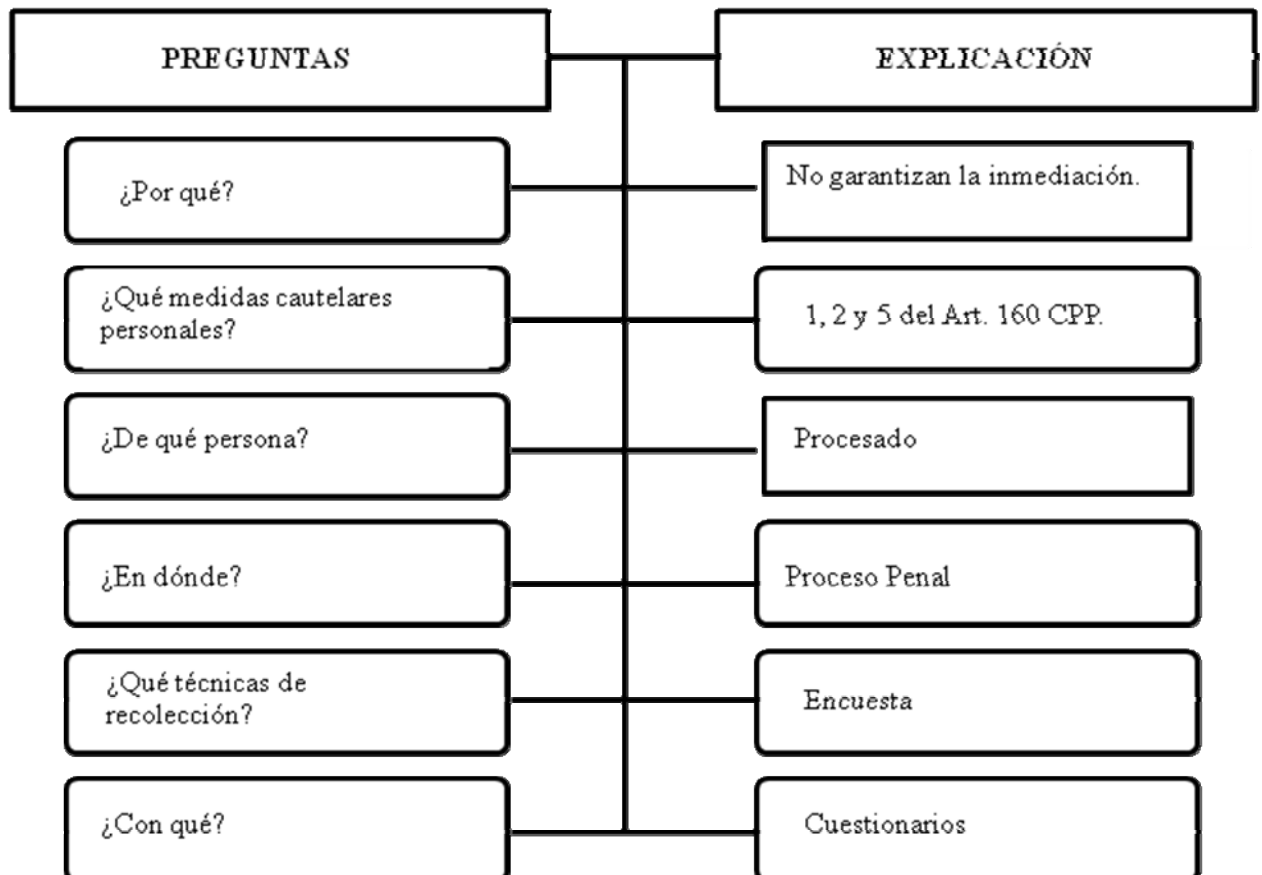 PREGUNTAS
EXPLICACIÓN
¿Por qué?
No garantizan la inmediación.
¿Qué medidas cautelares
personales?
1, 2 y 5 del Art. 160 CPP.
¿De qué persona?
Procesado
¿En dónde?
Proceso Penal
¿Qué técnicas de
recolección?
Encuesta
¿Con qué?
Cuestionarios